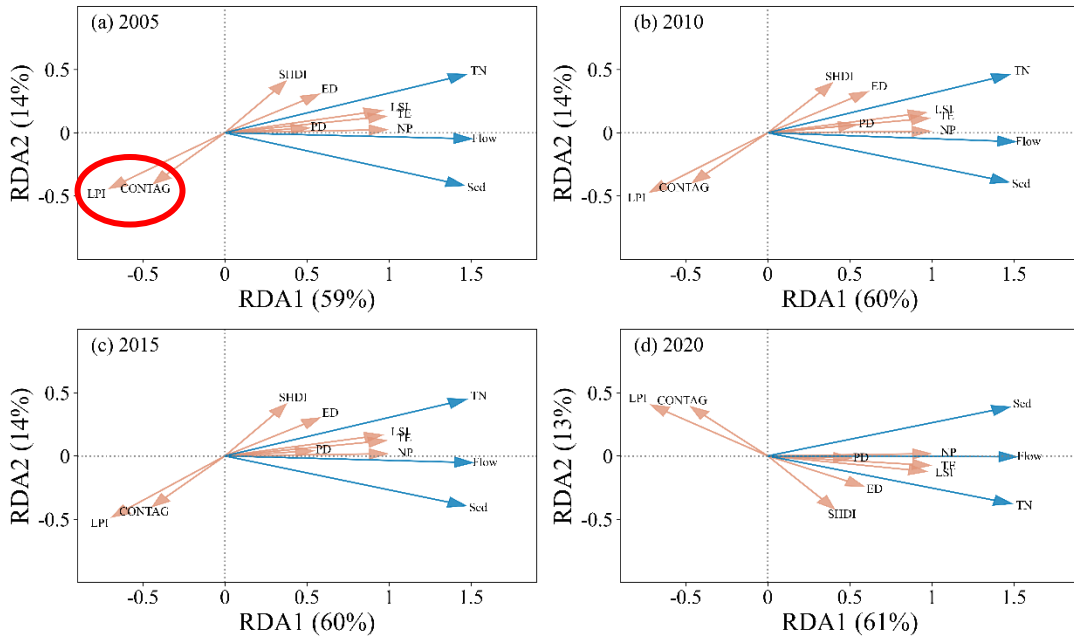 (a) 2005
RDA2 (14%)
0.5
0
-0.5
SHDI
ED
TN
LSI
TE
PD
NP
Flow
Sed
LPI
CONTAG
-0.5
0
0.5
1
1.5
RDA1 (59%)
(b) 2010
RDA2 (14%)
0.5
0
-0.5
SHDI
ED
TN
LSI
TE
PD
NP
Flow
Sed
LPI
CONTAG
-0.5
0
0.5
1
1.5
RDA1 (60%)
(c) 2015
RDA2 (14%)
0.5
0
-0.5
SHDI
ED
TN
LSI
TE
PD
NP
Flow
Sed
LPI
CONTAG
-0.5
0
0.5
1
1.5
RDA1 (60%)
(d) 2020
RDA2 (13%)
0.5
0
-0.5
LPI
CONTAG
Sed
NP
PD
Flow
TE
LSI
ED
SHDI
TN
-0.5
0
0.5
1
1.5
RDA1 (61%)